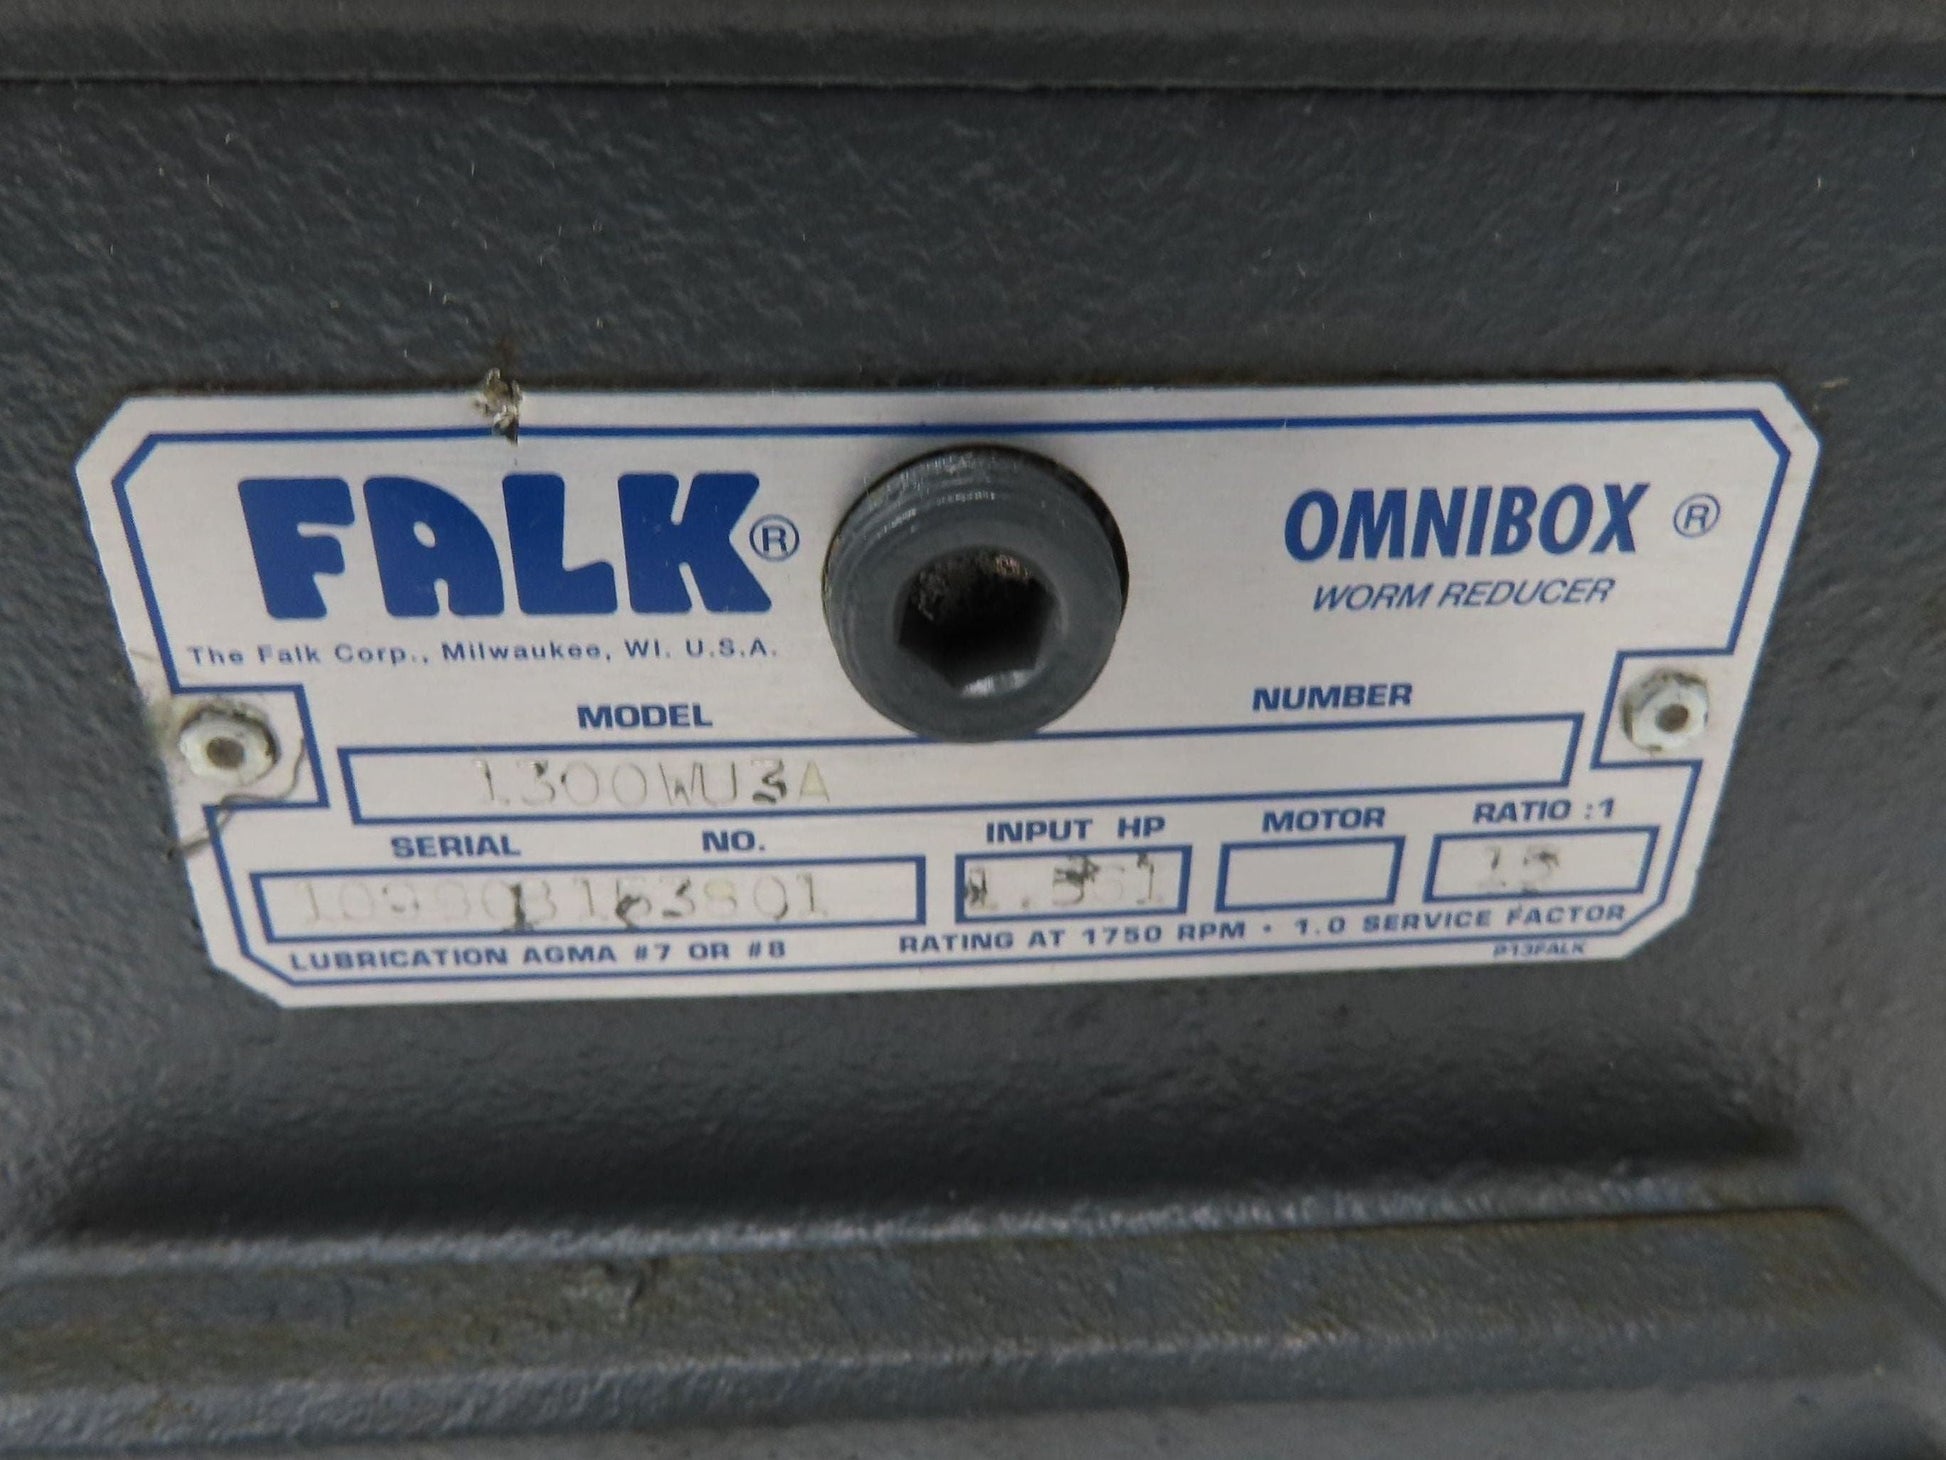 FALK® OMNIBOX ®
WORM REDUCER
The Falk Corp., Milwaukee, WI. U.S.A.
MODEL NUMBER
1300WU3A
SERIAL NO. INPUT HP MOTOR RATIO :1
15
LUBRICATION AGMA #7 OR #8 RATING AT 1750 RPM • 1.0 SERVICE FACTOR
P13FALK